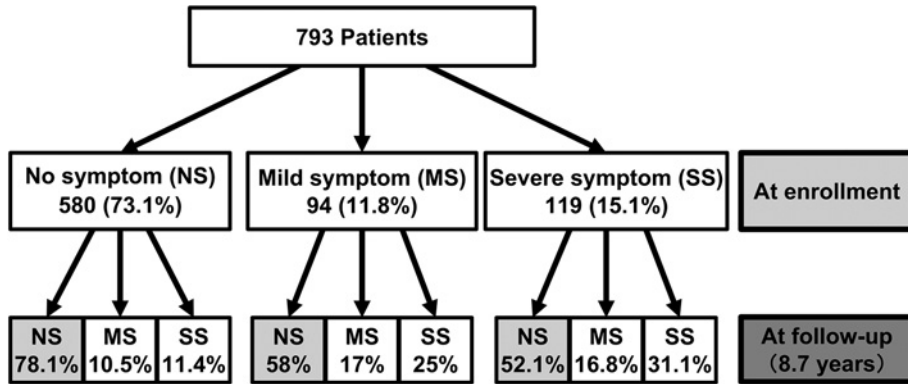 793 Patients
No symptom (NS)
580 (73.1%)
Mild symptom (MS)
94 (11.8%)
Severe symptom (SS)
119 (15.1%)
At enrollment
NS
78.1%
MS
10.5%
SS
11.4%
NS
58%
MS
17%
SS
25%
NS
52.1%
MS
16.8%
SS
31.1%
At follow-up
(8.7 years)